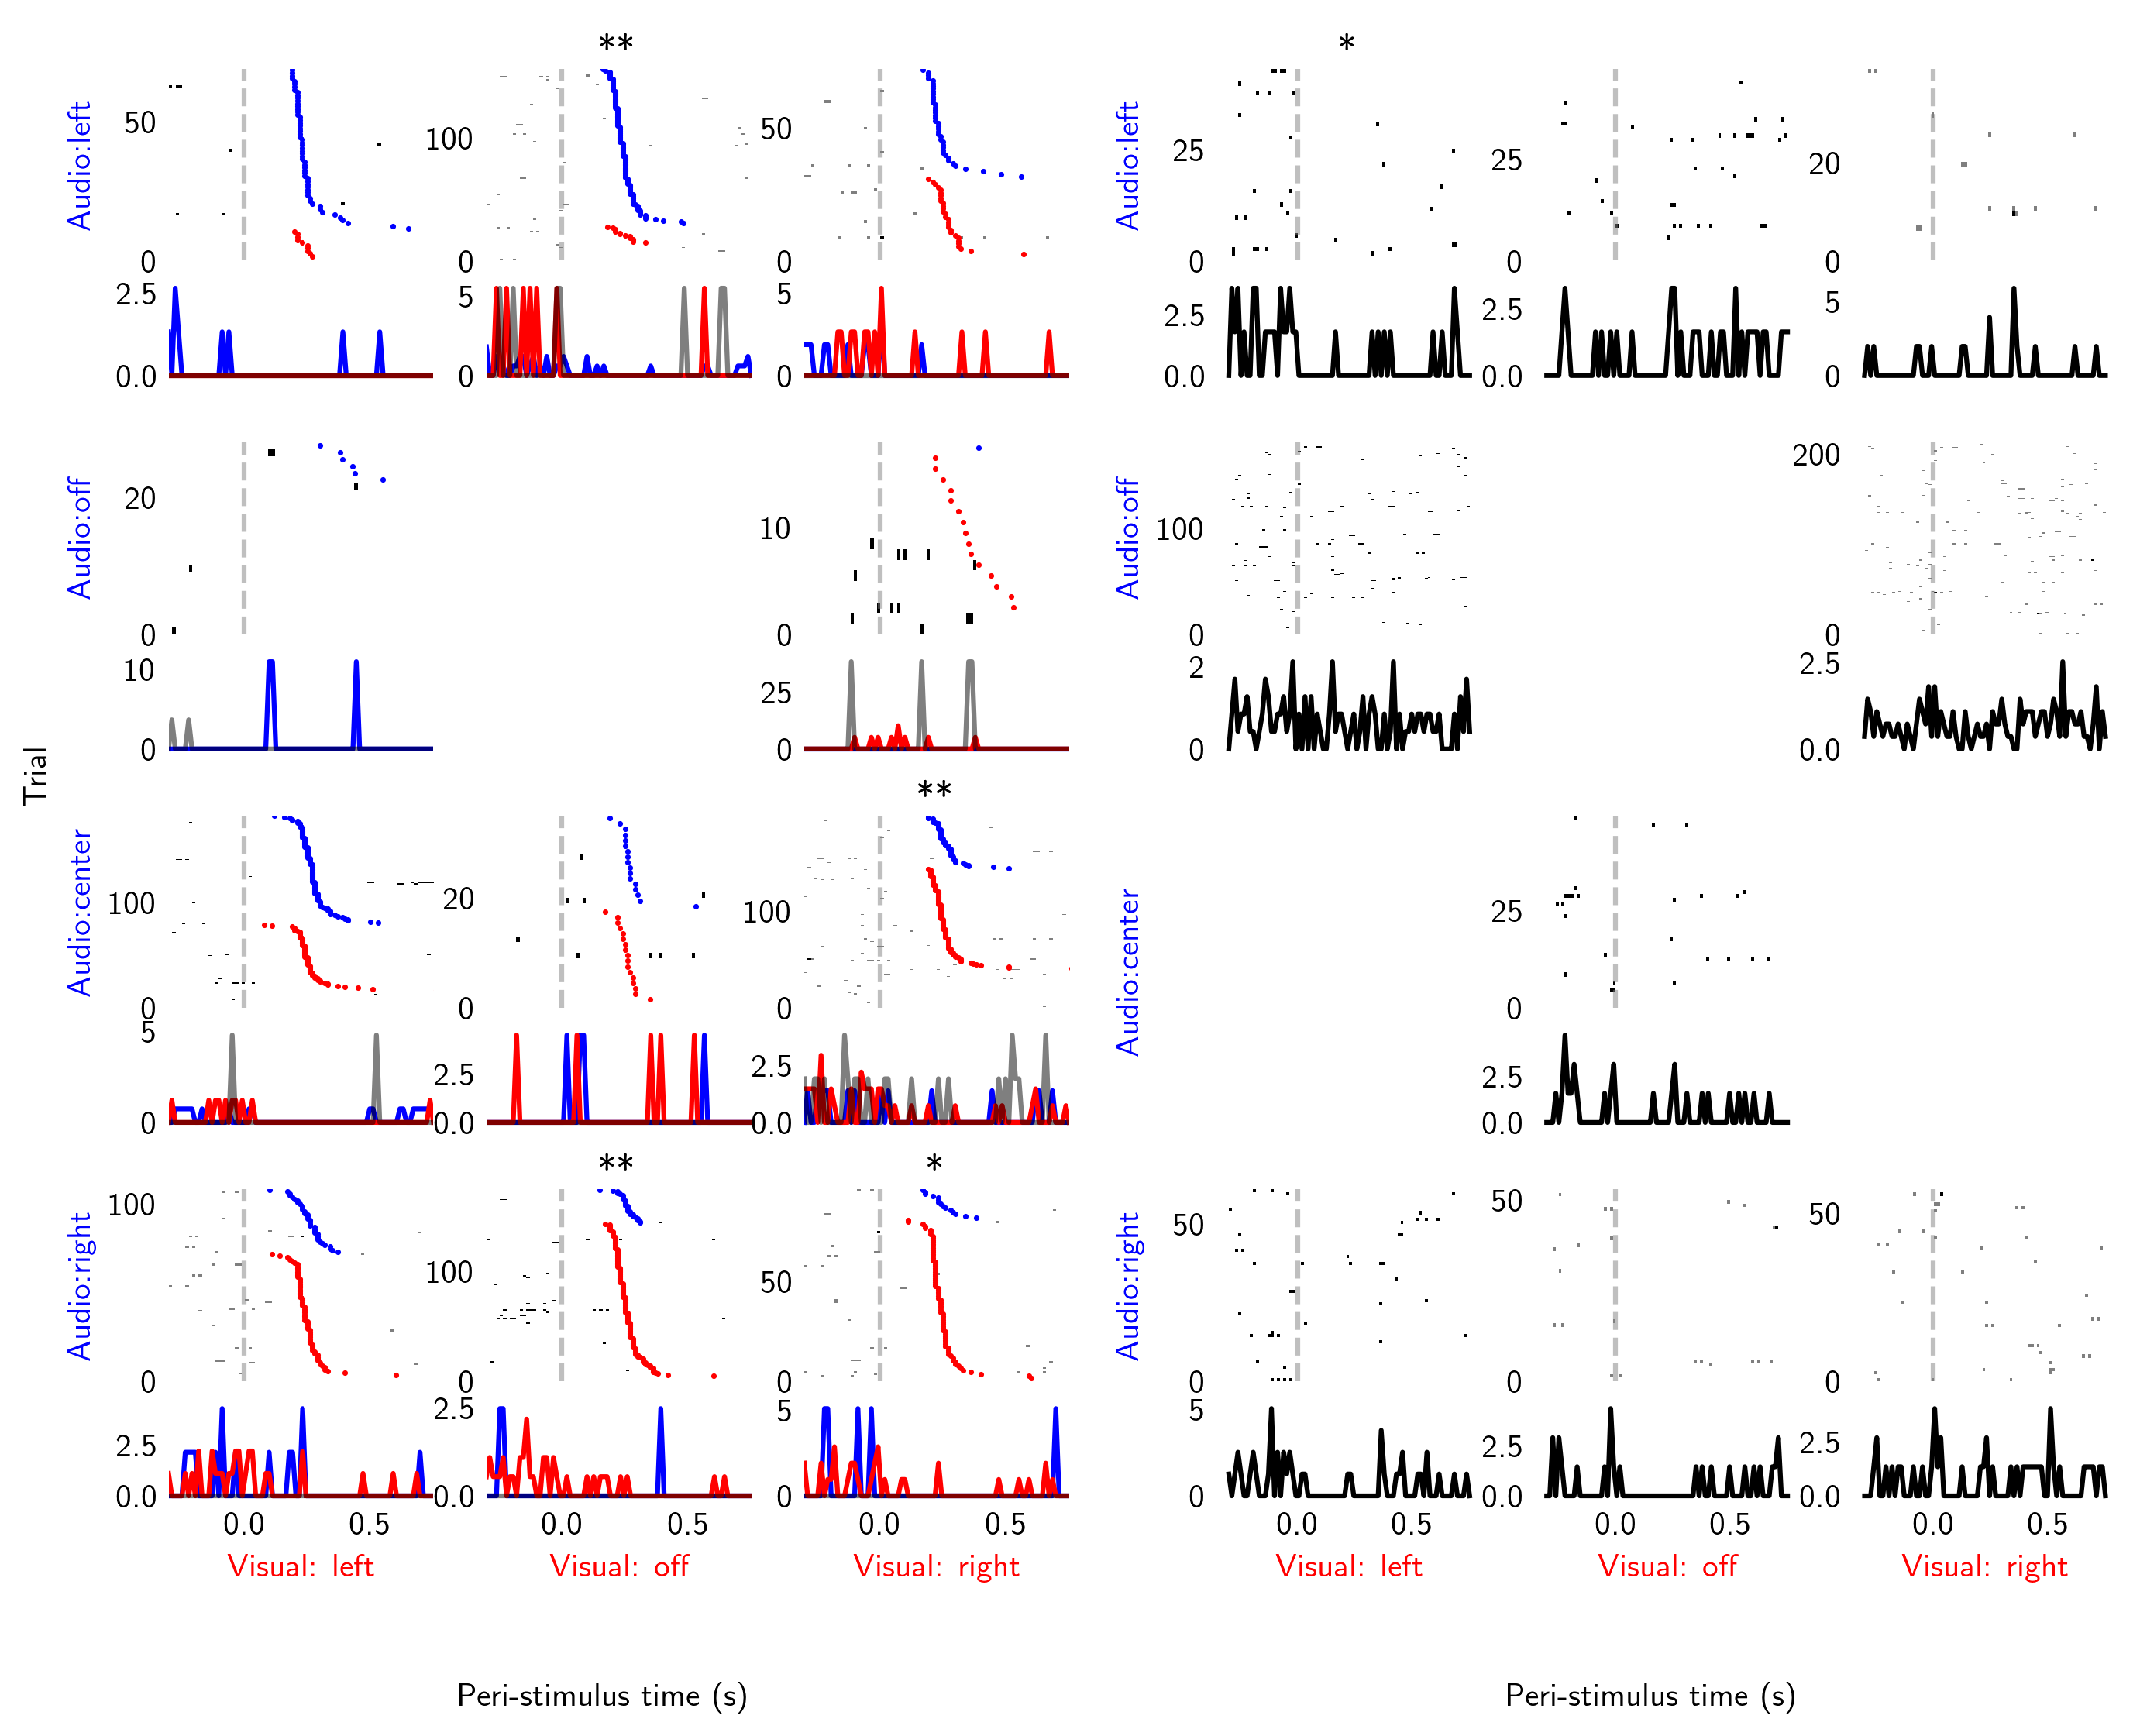 ** *
Audio:left 50 0 100 0 50 0 Audio:left 25 0 25 0 20 0
2.5 0.0 5 0 5 0 2.5 0.0 2.5 0.0 5 0
Audio:off 20 0 10 0 Audio:off 100 0 200 0
10 0 25 0 2 0 2.5 0.0
Trial
**
Audio:center 100 0 20 0 100 0 Audio:center 25 0
5 0 2.5 0.0 2.5 0.0 2.5 0.0
** *
Audio:right 100 0 100 0 50 0 Audio:right 50 0 50 0 50 0
2.5 0.0 2.5 0.0 5 0 5 0 2.5 0.0 2.5 0.0
0.0 0.5 0.0 0.5 0.0 0.5 0.0 0.5 0.0 0.5 0.0 0.5
Visual: left Visual: off Visual: right Visual: left Visual: off Visual: right
Peri-stimulus time (s) Peri-stimulus time (s)